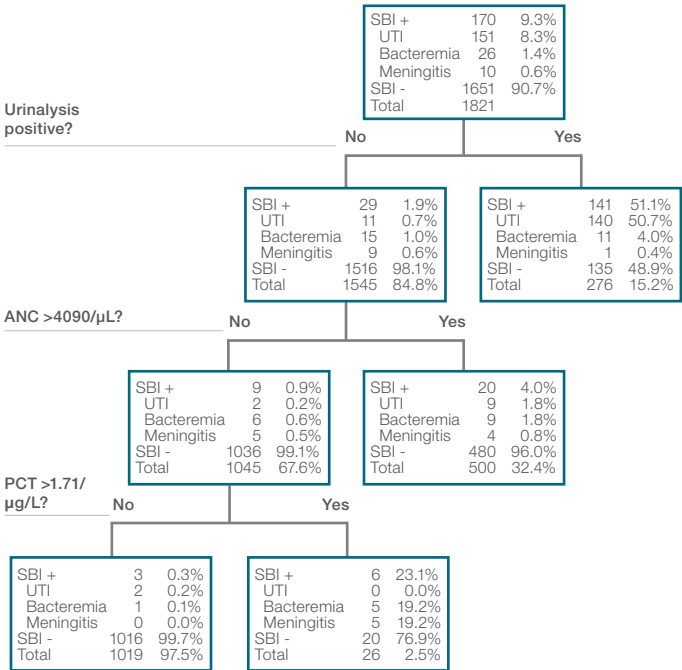 SBI + 170 9.3%
UTI 151 8.3%
Bacteremia 26 1.4%
Meningitis 10 0.6%
SBI - 1651 90.7%
Total 1821
Urinalysis
positive?
No Yes
SBI + 29 1.9%
UTI 11 0.7%
Bacteremia 15 1.0%
Meningitis 9 0.6%
SBI - 1516 98.1%
Total 1545 84.8%
SBI + 141 51.1%
UTI 140 50.7%
Bacteremia 11 4.0%
Meningitis 1 0.4%
SBI - 135 48.9%
Total 276 15.2%
ANC >4090/µL?
No Yes
SBI + 9 0.9%
UTI 2 0.2%
Bacteremia 6 0.6%
Meningitis 5 0.5%
SBI - 1036 99.1%
Total 1045 67.6%
SBI + 20 4.0%
UTI 9 1.8%
Bacteremia 9 1.8%
Meningitis 4 0.8%
SBI - 480 96.0%
Total 500 32.4%
PCT >1.71/
µg/L?
No Yes
SBI + 3 0.3%
UTI 2 0.2%
Bacteremia 1 0.1%
Meningitis 0 0.0%
SBI - 1016 99.7%
Total 1019 97.5%
SBI + 6 23.1%
UTI 0 0.0%
Bacteremia 5 19.2%
Meningitis 5 19.2%
SBI - 20 76.9%
Total 26 2.5%